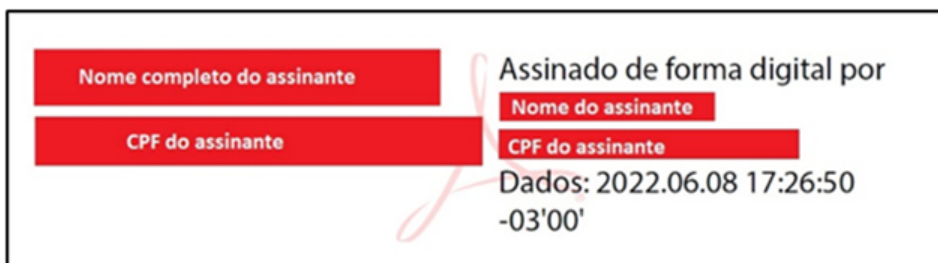 Nome completo do assinante
CPF do assinante
Assinado de forma digital por
Nome do assinante
CPF do assinante
Dados: 2022.06.08 17:26:50
-03'00'